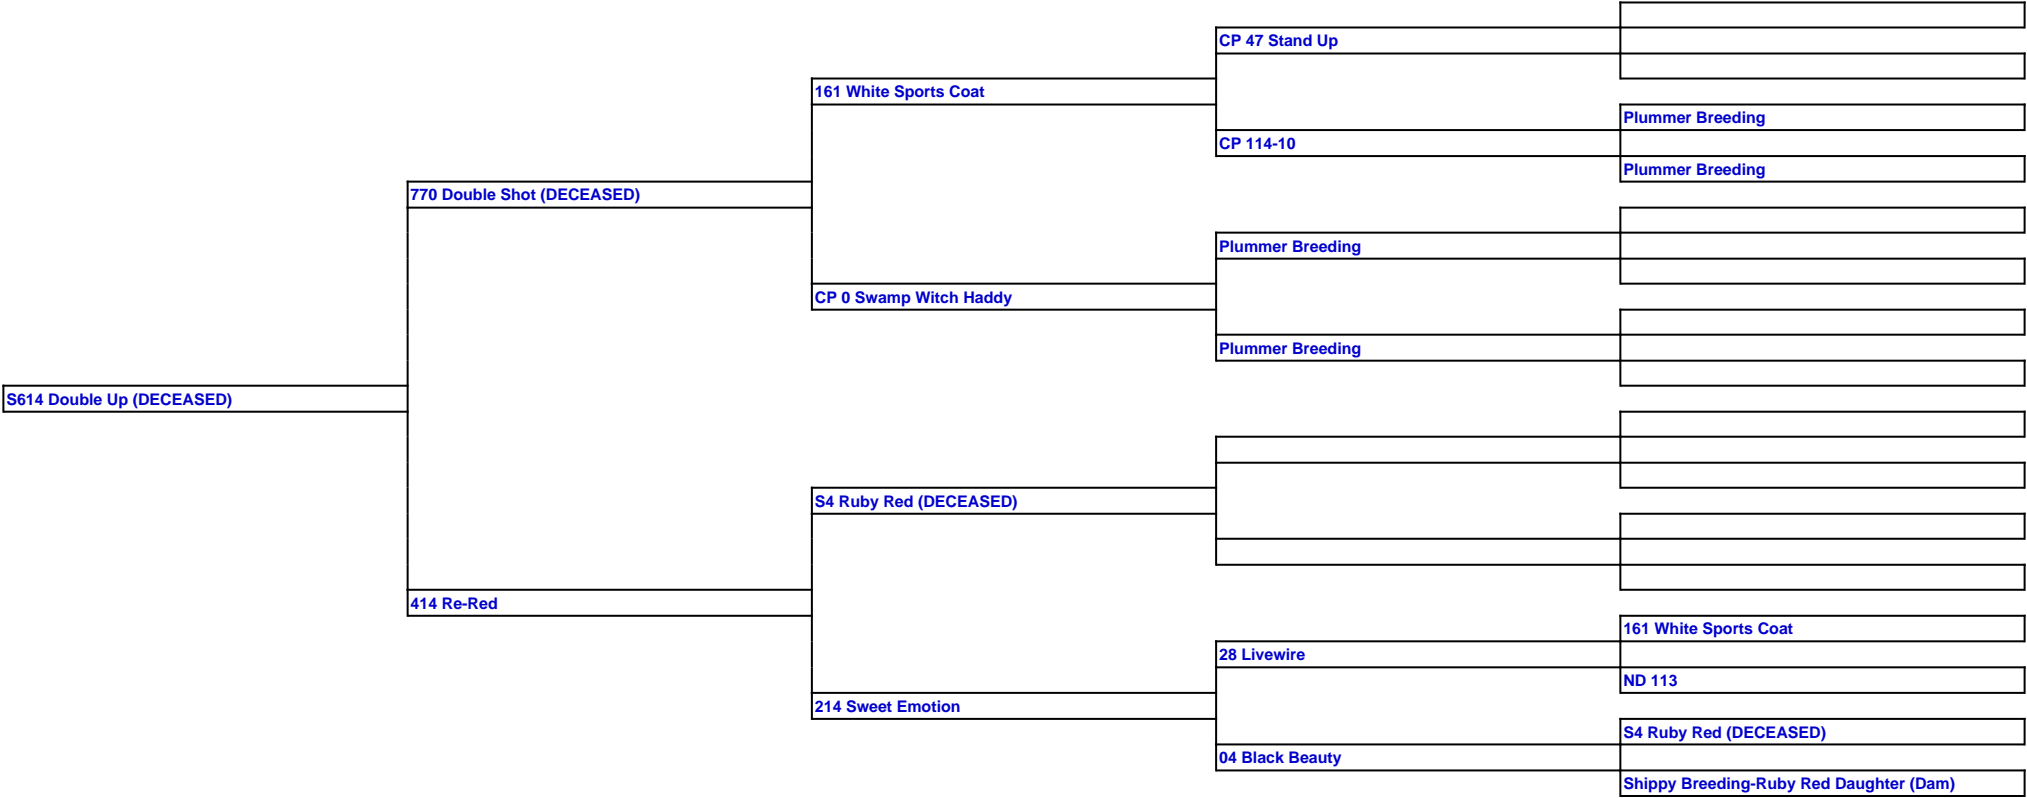 CP 47 Stand Up
161 White Sports Coat
Plummer Breeding
CP 114-10
Plummer Breeding
770 Double Shot (DECEASED)
Plummer Breeding
CP 0 Swamp Witch Haddy
Plummer Breeding
S614 Double Up (DECEASED)
S4 Ruby Red (DECEASED)
414 Re-Red
161 White Sports Coat
28 Livewire
ND 113
214 Sweet Emotion
S4 Ruby Red (DECEASED)
04 Black Beauty
Shippy Breeding-Ruby Red Daughter (Dam)